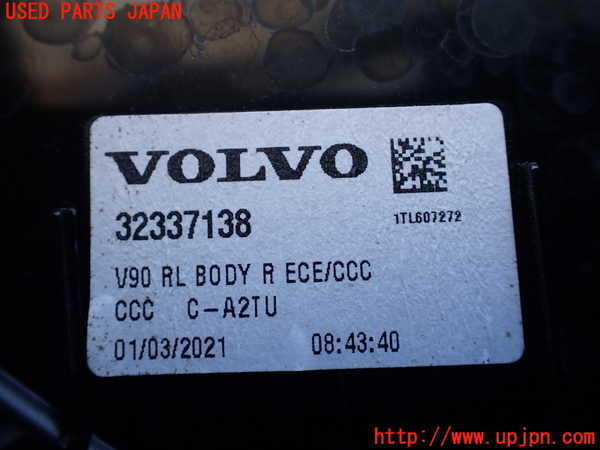 USED PARTS JAPAN
VOLVO
32337138
1TL607272
V90 RL BODY R ECE/CCC
CCC C-A2TU
01/03/2021 08:43:40
UPJ
http://www.upjpn.com/